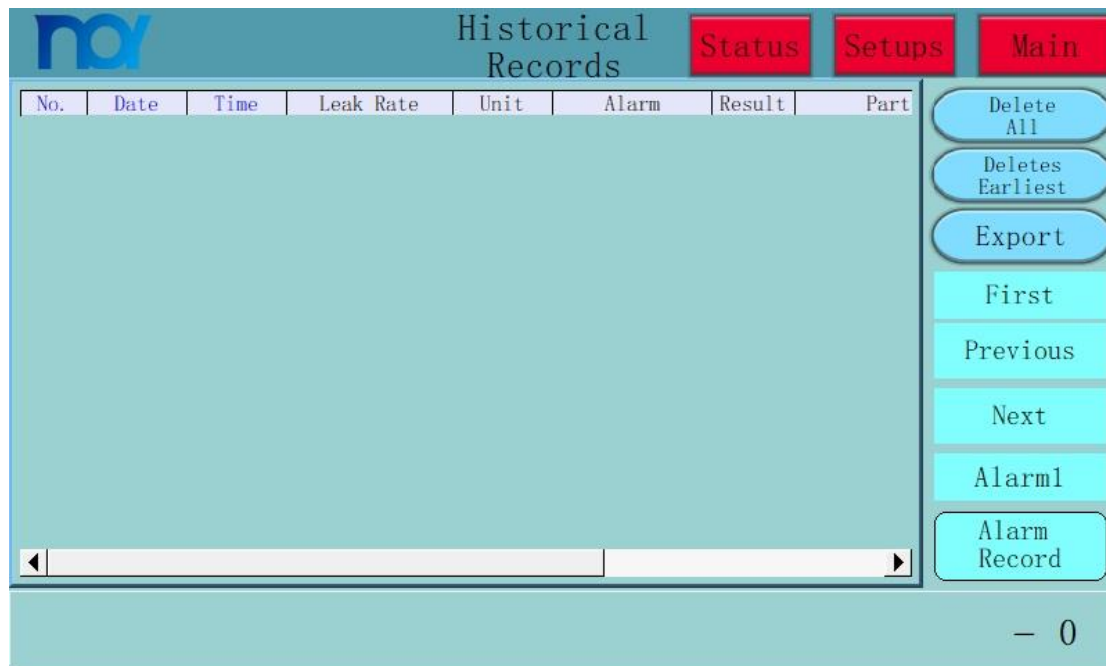 Historical
Records
Status
Setups
Main
No. Date Time Leak Rate Unit Alarm Result Part
Delete
All
Deletes
Earliest
Export
First
Previous
Next
Alarm1
Alarm
Record
- 0